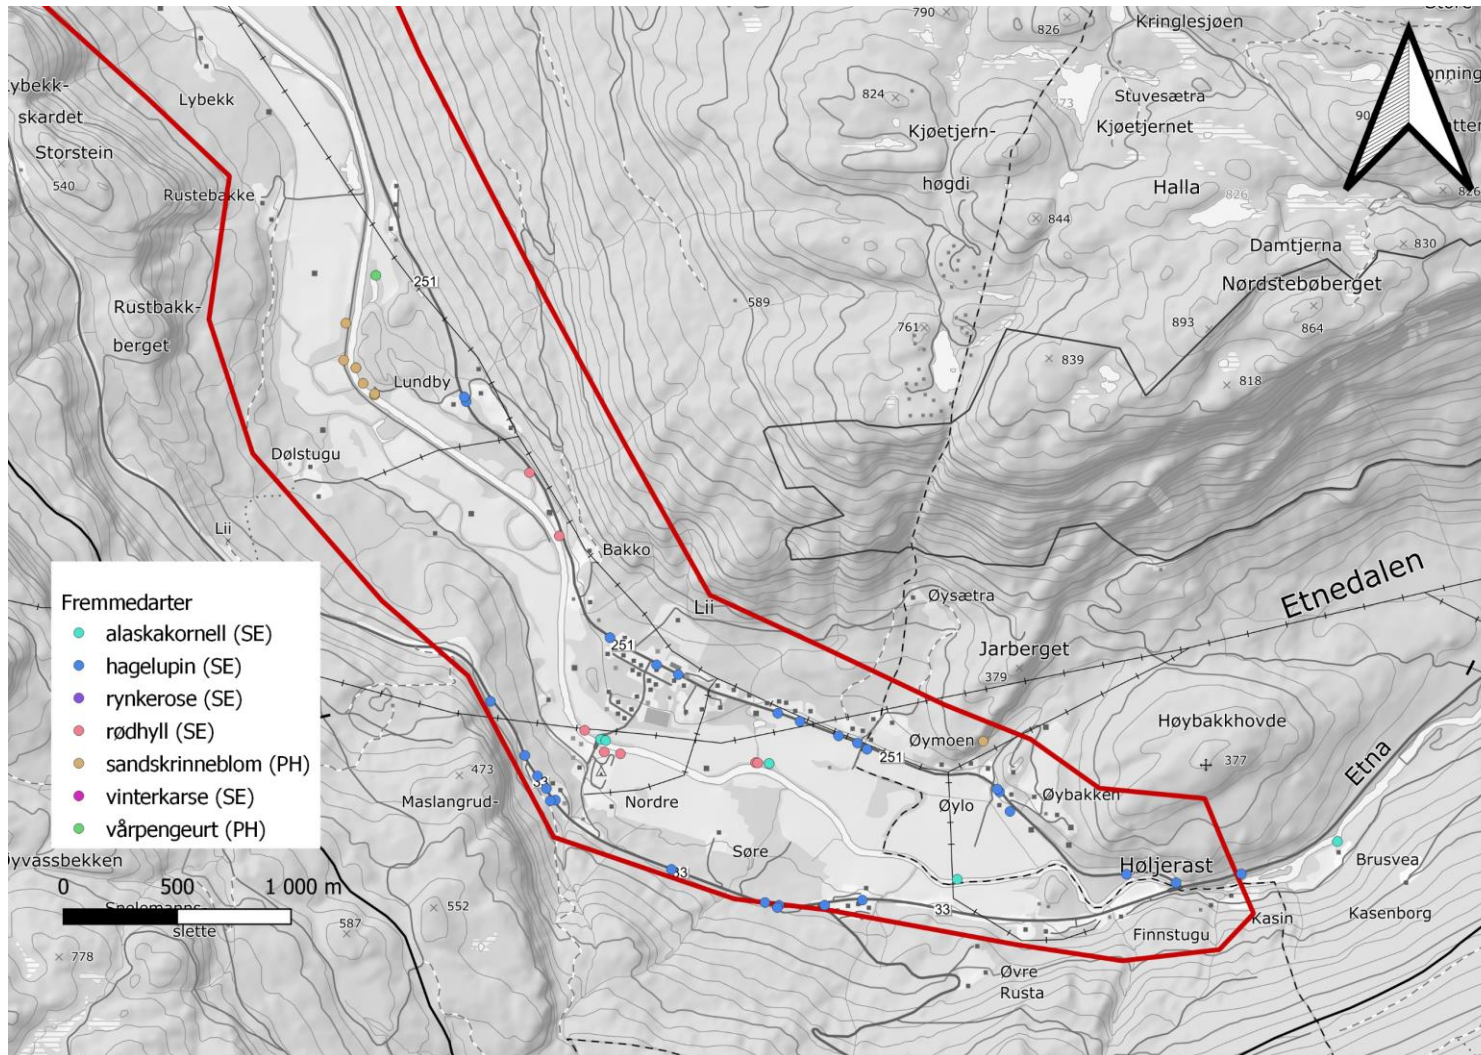 790
826
Kringlesjøen
Lybekk
824
773
Stuvesætra
Kjøetjernet
skardet
Storstein
540
Kjøetjern-
høgdi
Halla
826
826
Rustebakke
844
Damtjerna
830
251
Nørdstebøberget
Rustbakk-
berget
589
761
893
864
839
Lundby
818
Dølstugu
Lii
Bakko
Etnedalen
Øysætra
Fremmedarter
alaskakornell (SE)
hagelupin (SE)
rynkerose (SE)
rødhyll (SE)
sandskrinneblom (PH)
vinterkarse (SE)
vårpengeurt (PH)
Lii
251
Jarberget
379
Høybakkhovde
377
Øymoen
251
Etna
473
33
Maslangrud-
Nordre
Øylo
Øybakken
Søre
33
Høljerast
Brusvea
0 500 1 000 m
552
587
slette
778
33
Finnstugu
Kasin
Kasenborg
Øvre
Rusta